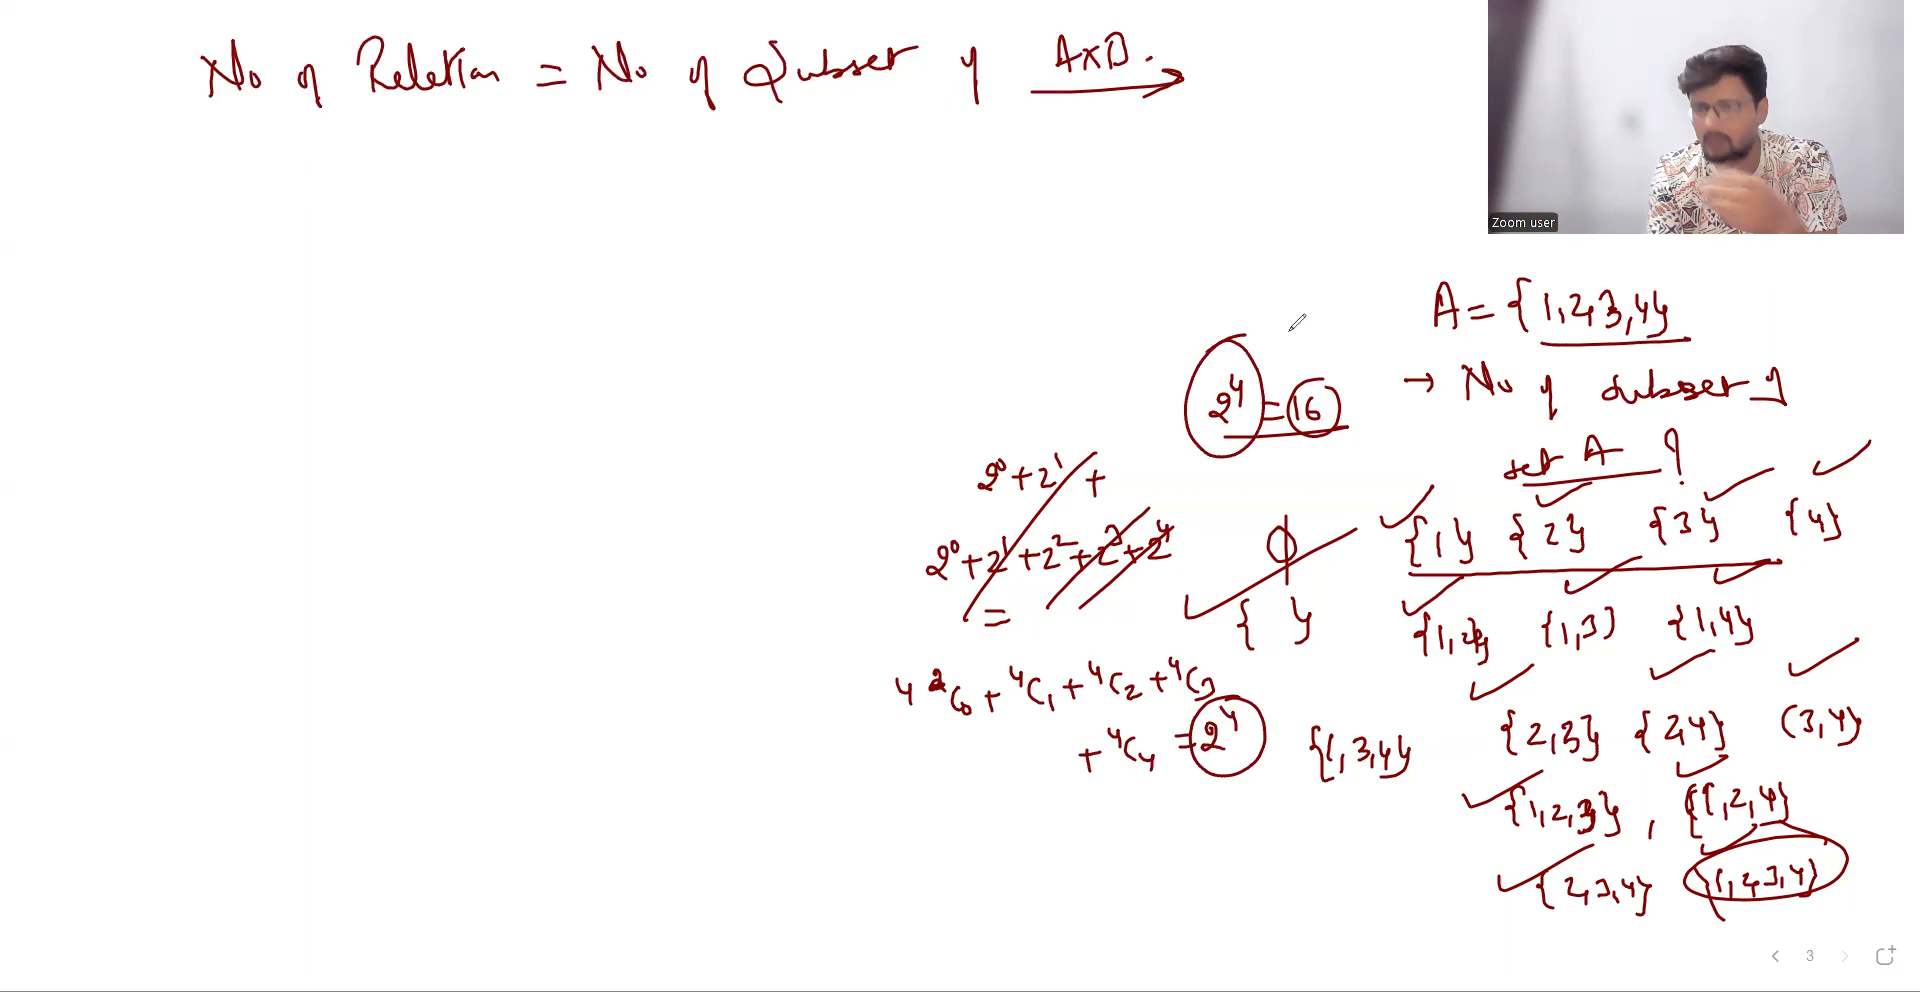 No of Relation = No of Subset of A×B.
Zoom user
A = {1,2,3,4}
→ No of subset of
set A ?
2⁴ = 16
2⁰ + 2¹ +
2⁰ + 2¹ + 2² + 2³ + 2⁴
=
ϕ
{ }
{1} {2} {3} {4}
{1,2} {1,3} {1,4}
{2,3} {2,4} (3,4}
{1,3,4}
{1,2,3} , {1,2,4}
{2,3,4} {1,2,3,4}
⁴C₀ + ⁴C₁ + ⁴C₂ + ⁴C₃
+ ⁴C₄ = 2⁴
3